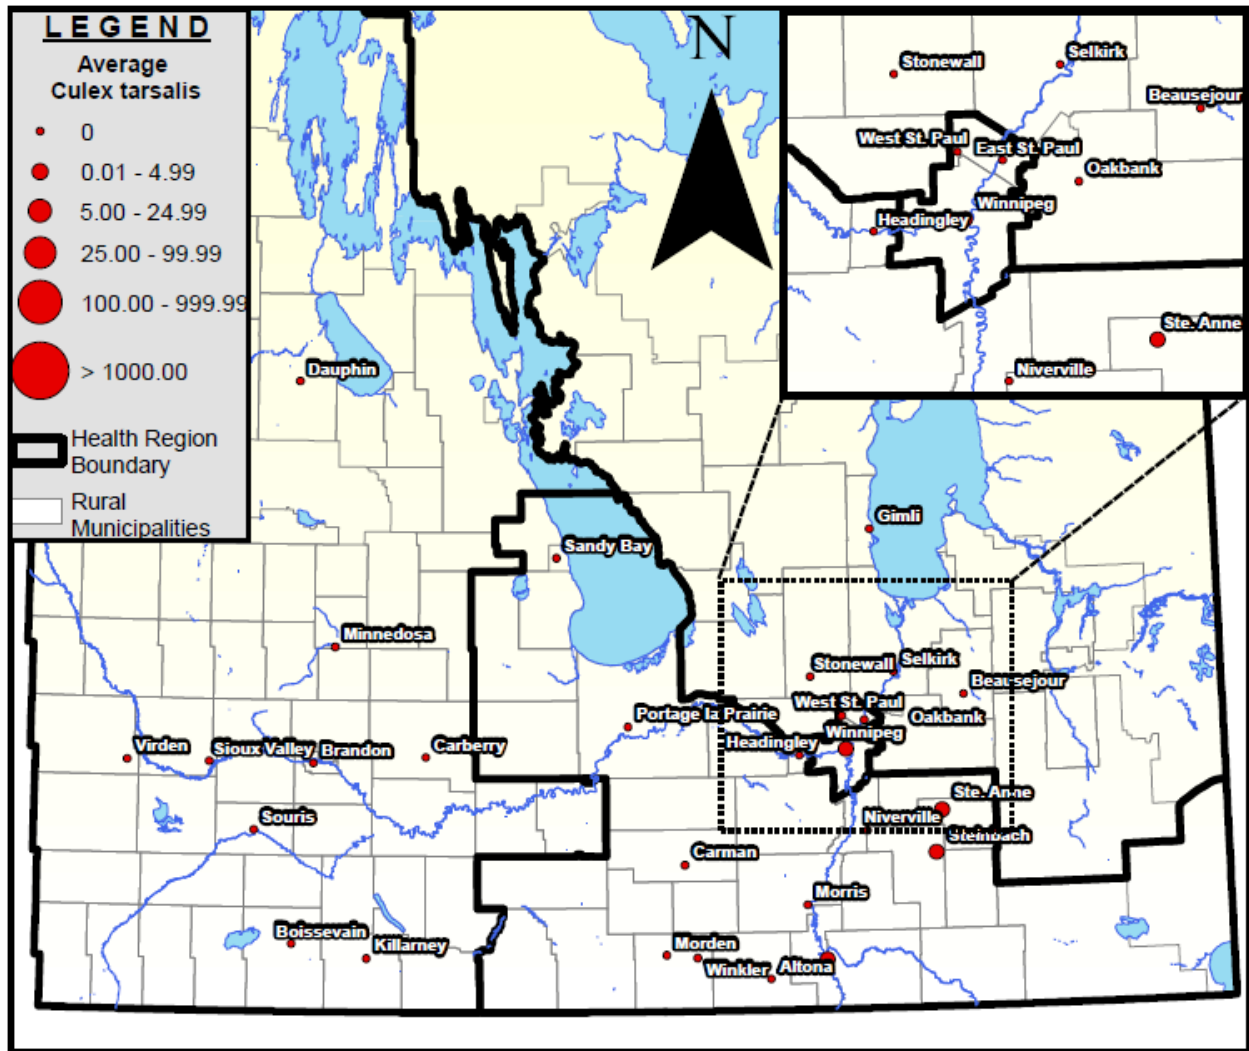 LEGEND
Average
Culex tarsalis
0
0.01 - 4.99
5.00 - 24.99
25.00 - 99.99
100.00 - 999.99
> 1000.00
Health Region
Boundary
Rural
Municipalities
N
Stonewall
Selkirk
Beausejour
West St. Paul
East St. Paul
Oakbank
Winnipeg
Headingley
Ste. Anne
Niverville
Dauphin
Gimli
Sandy Bay
Minnedosa
Stonewall
Selkirk
Beausejour
West St. Paul
Oakbank
Portage la Prairie
Winnipeg
Headingley
Virden
Sioux Valley
Brandon
Carberry
Ste. Anne
Niverville
Souris
Steinbach
Carman
Morris
Boissevain
Killarney
Morden
Winkler
Altona